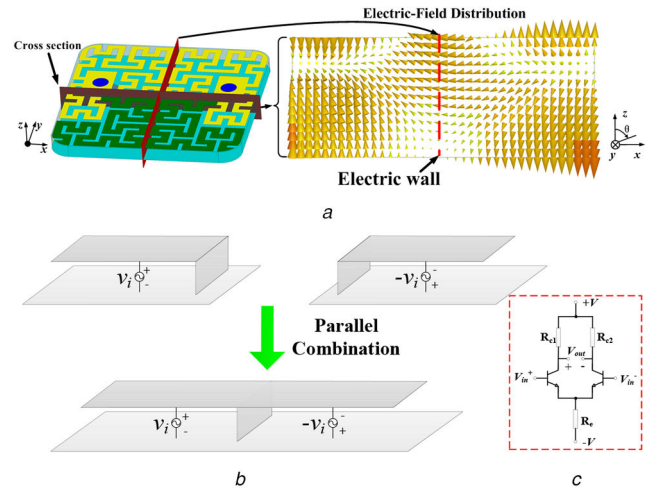 Electric-Field Distribution
Cross section
z
y
x
z
θ
y
x
Electric wall
a
vi
+
-
-vi
-
+
Parallel
Combination
vi
+
-
-vi
-
+
b
+V
Rc1
Rc2
Vout
+
-
Vin+
Vin-
Re
-V
c